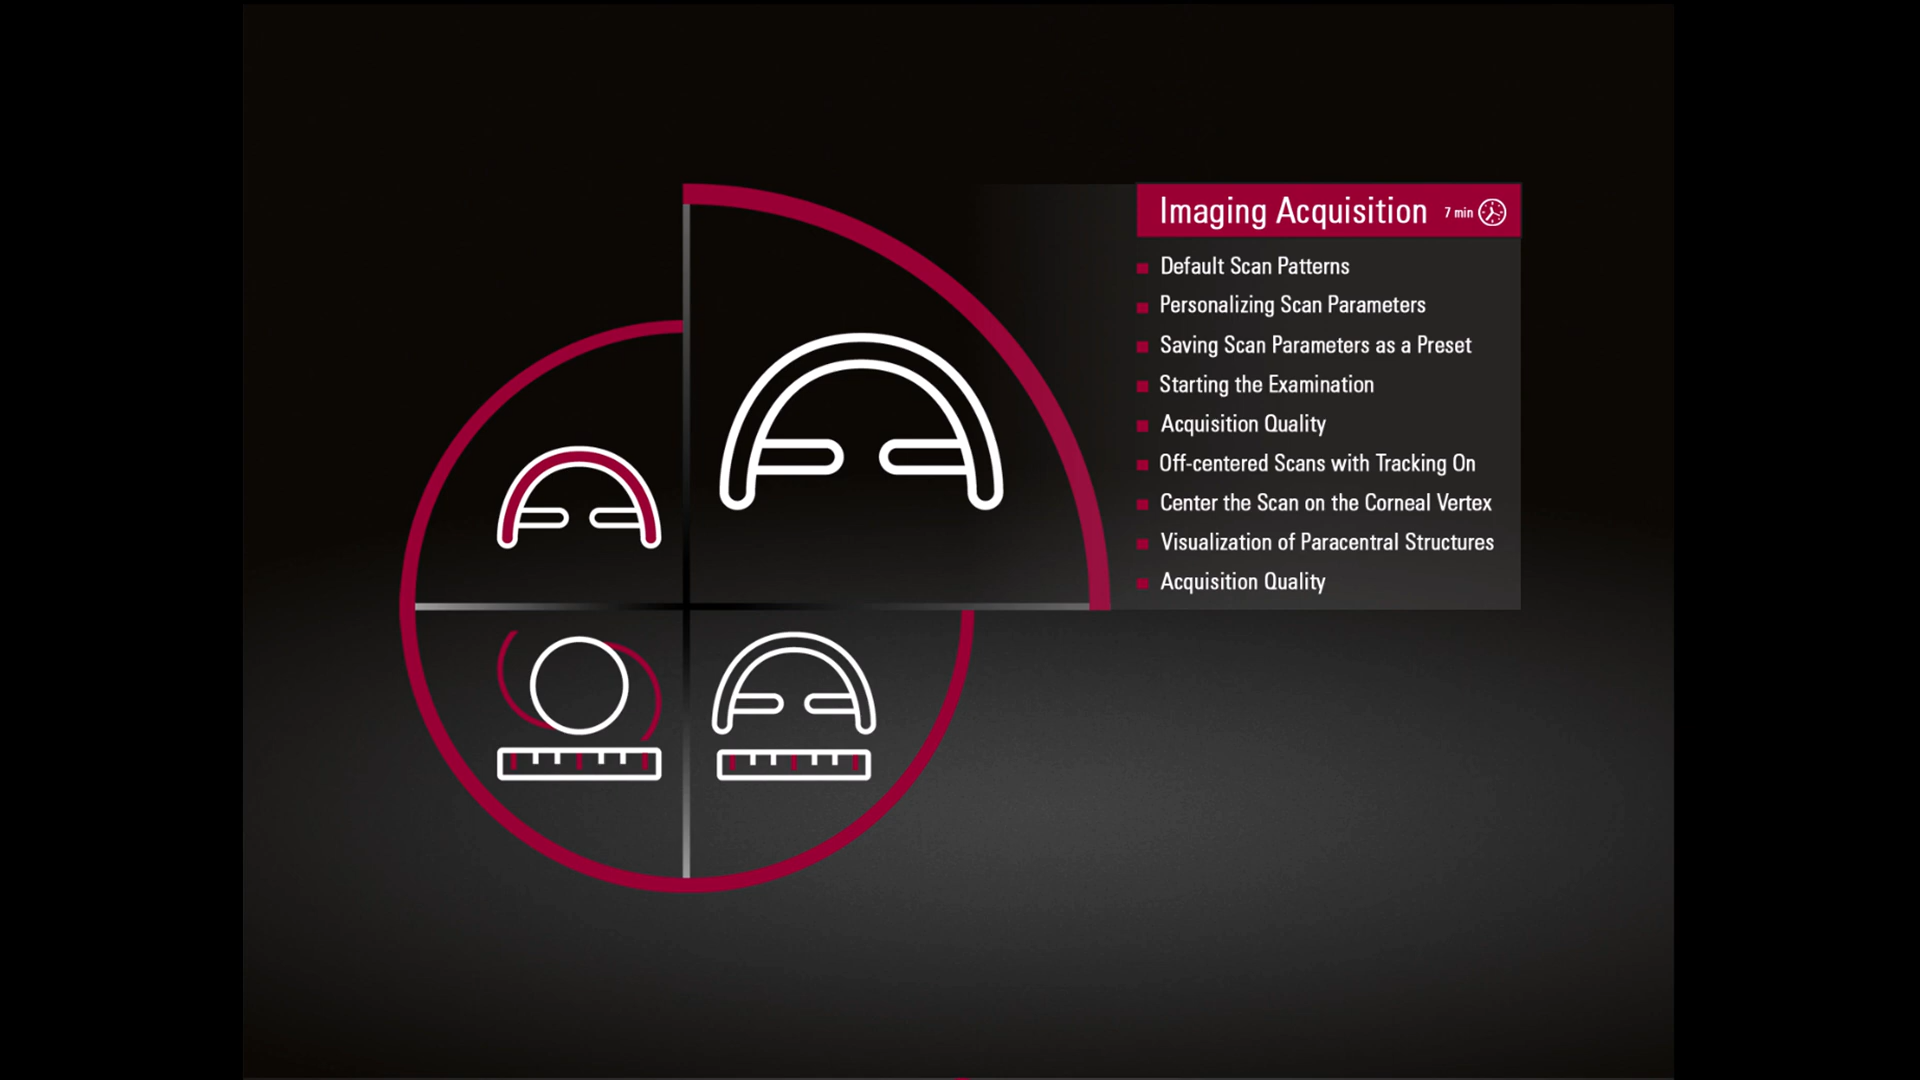 Imaging Acquisition 7 min
Default Scan Patterns
Personalizing Scan Parameters
Saving Scan Parameters as a Preset
Starting the Examination
Acquisition Quality
Off-centered Scans with Tracking On
Center the Scan on the Corneal Vertex
Visualization of Paracentral Structures
Acquisition Quality